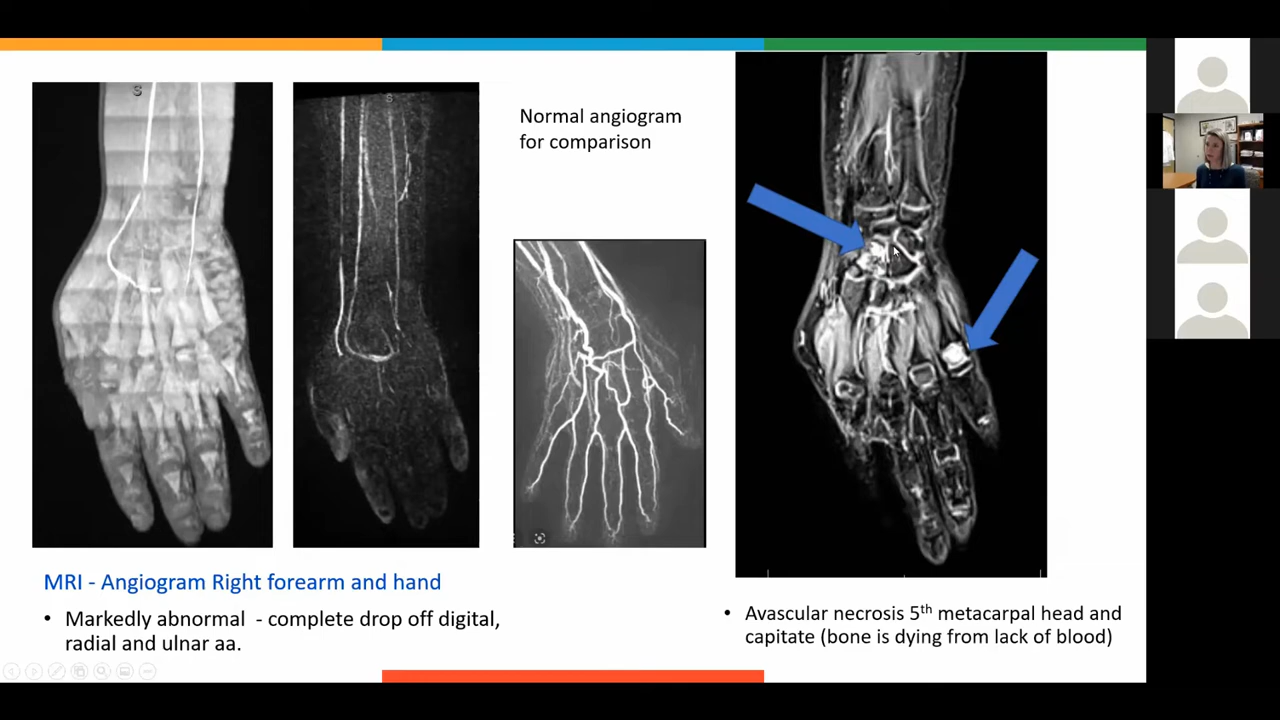 S
S
Normal angiogram
for comparison
MRI - Angiogram Right forearm and hand
• Markedly abnormal - complete drop off digital,
radial and ulnar aa.
• Avascular necrosis 5th metacarpal head and
capitate (bone is dying from lack of blood)